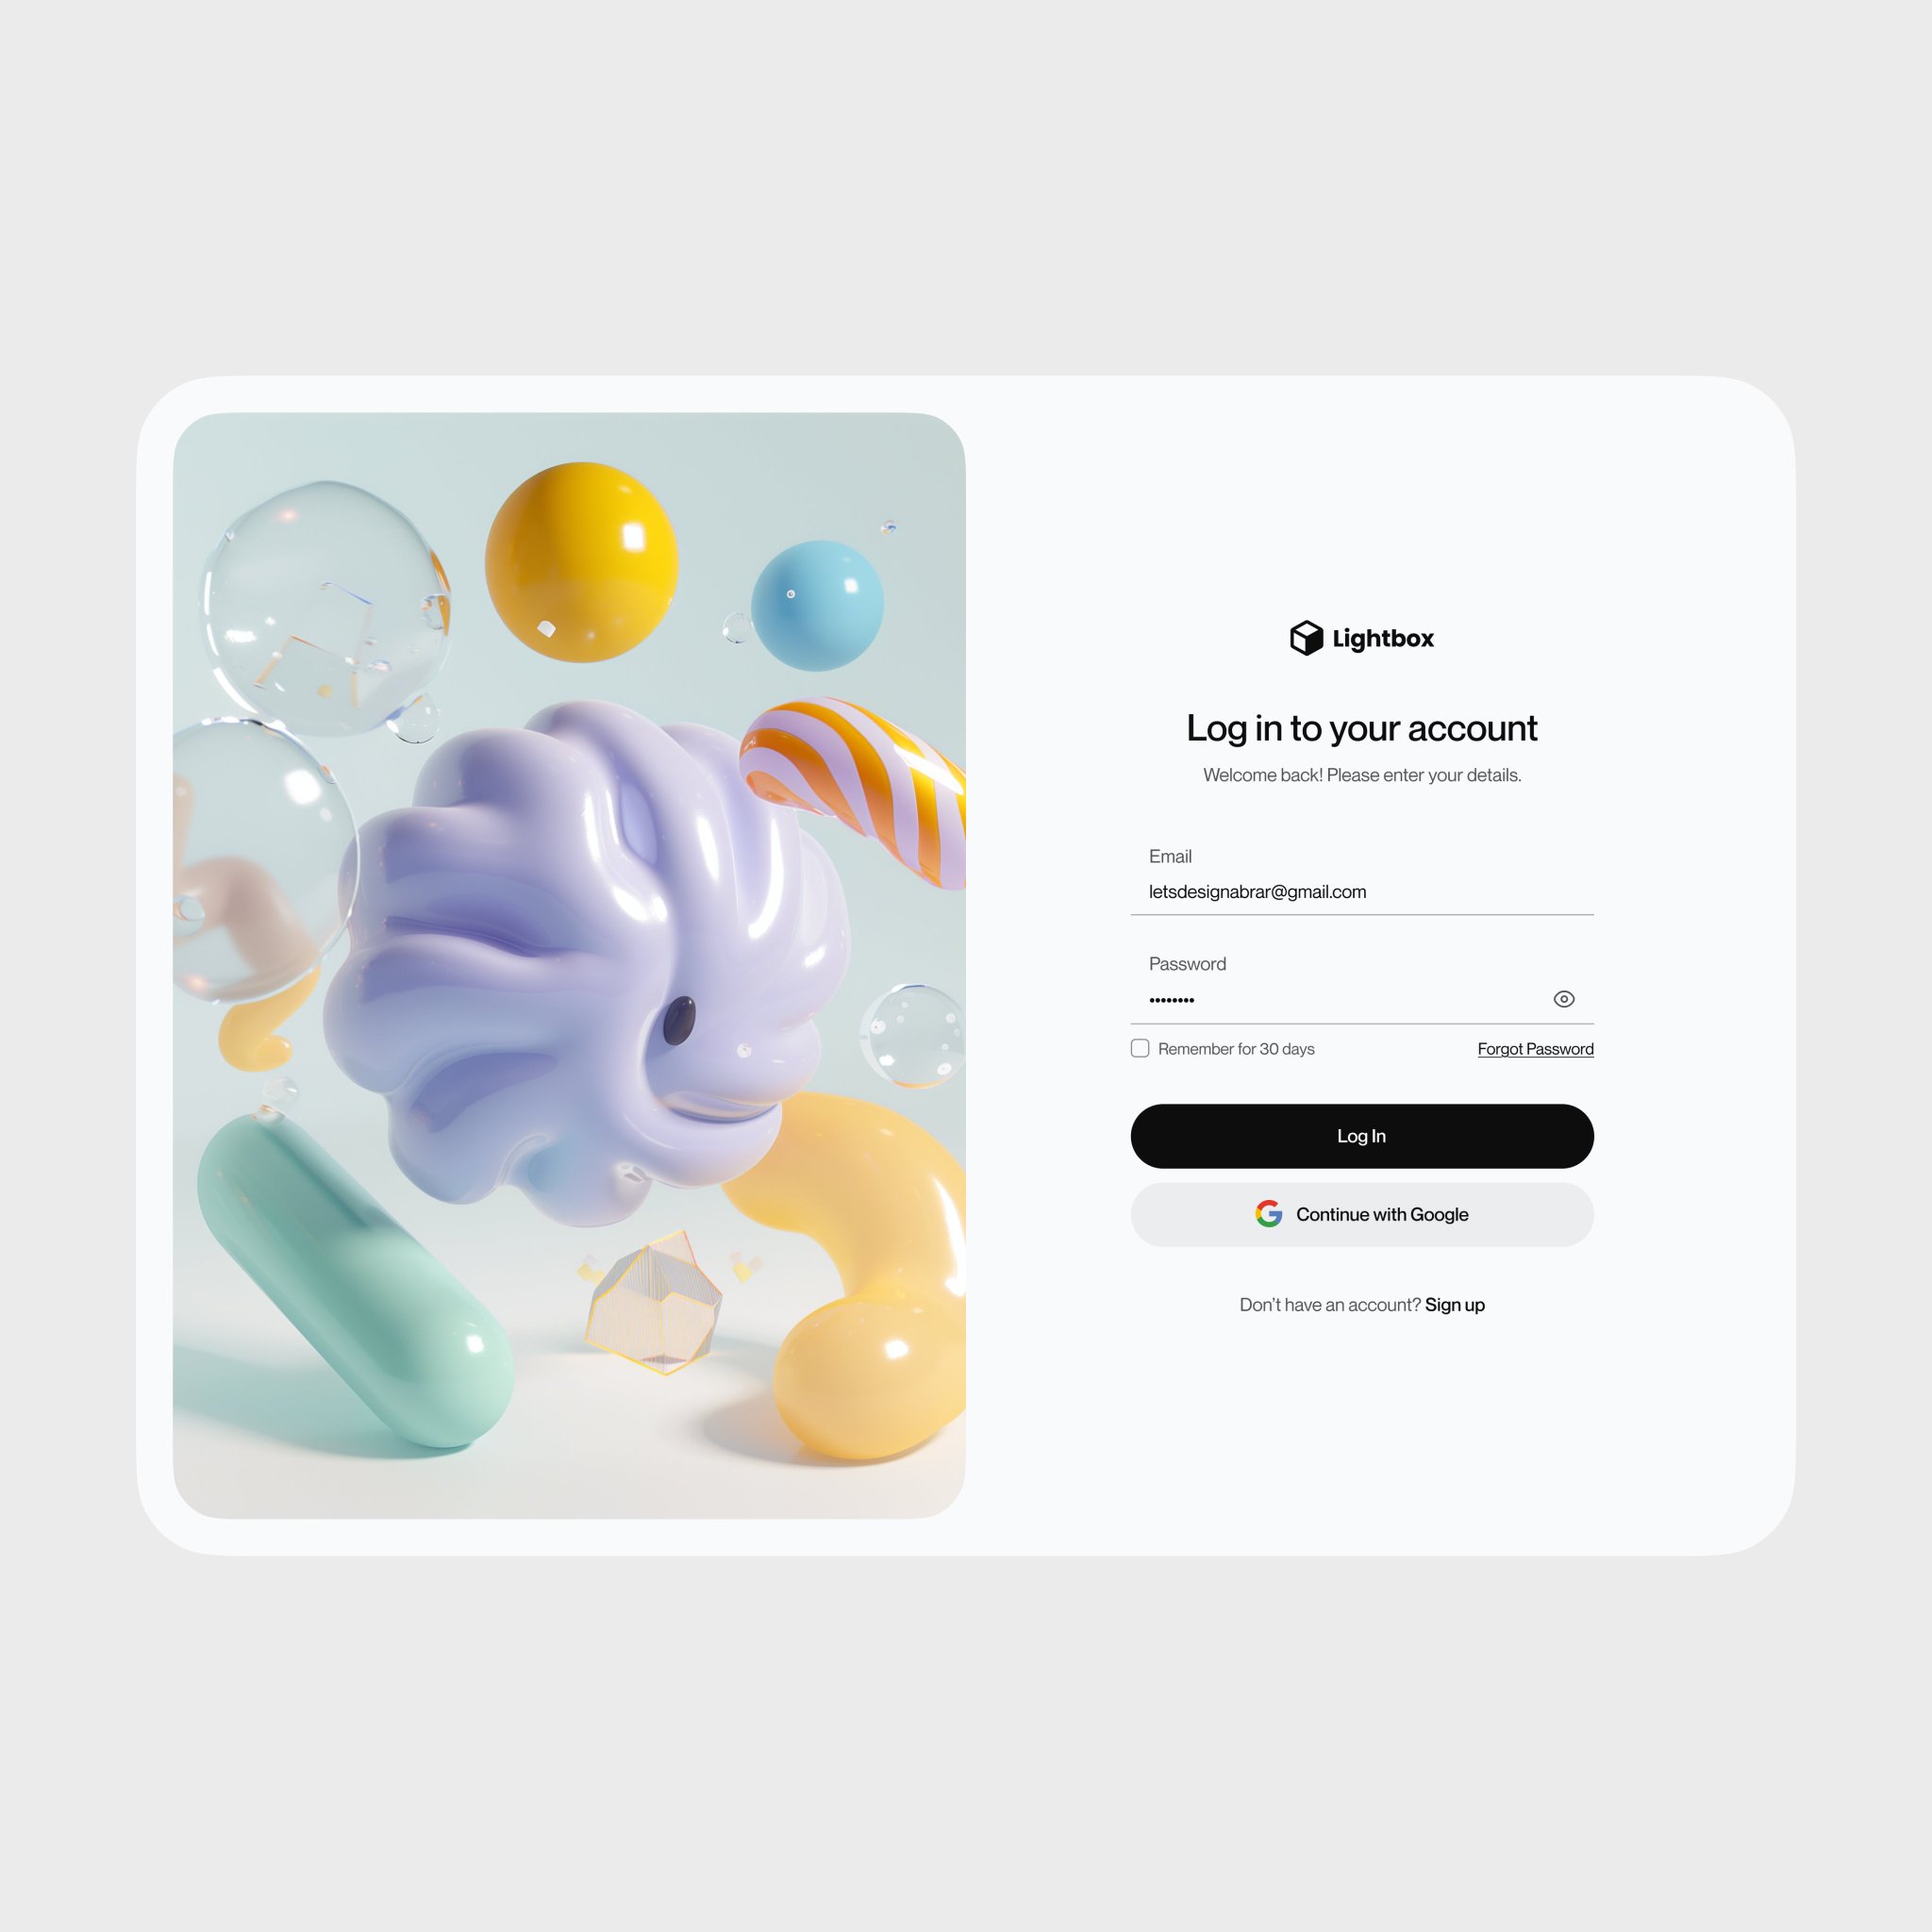 Lightbox
Log in to your account
Welcome back! Please enter your details.
Email
letsdesignabrar@gmail.com
Password
••••••••
Remember for 30 days
Forgot Password
Log In
Continue with Google
Don’t have an account? Sign up